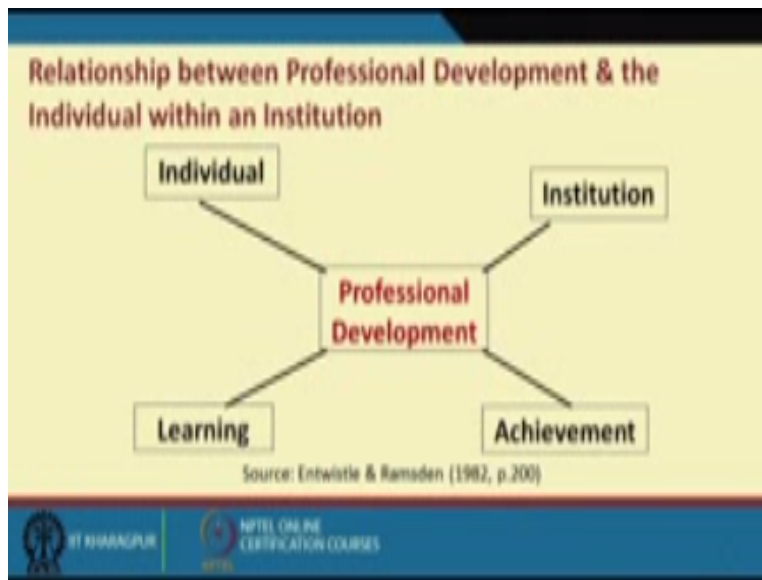 Relationship between Professional Development & the
Individual within an Institution
Individual
Institution
Professional
Development
Learning
Achievement
Source: Entwistle & Ramsden (1982, p.200)
IIT KHARAGPUR
NPTEL ONLINE
CERTIFICATION COURSES
NPTEL